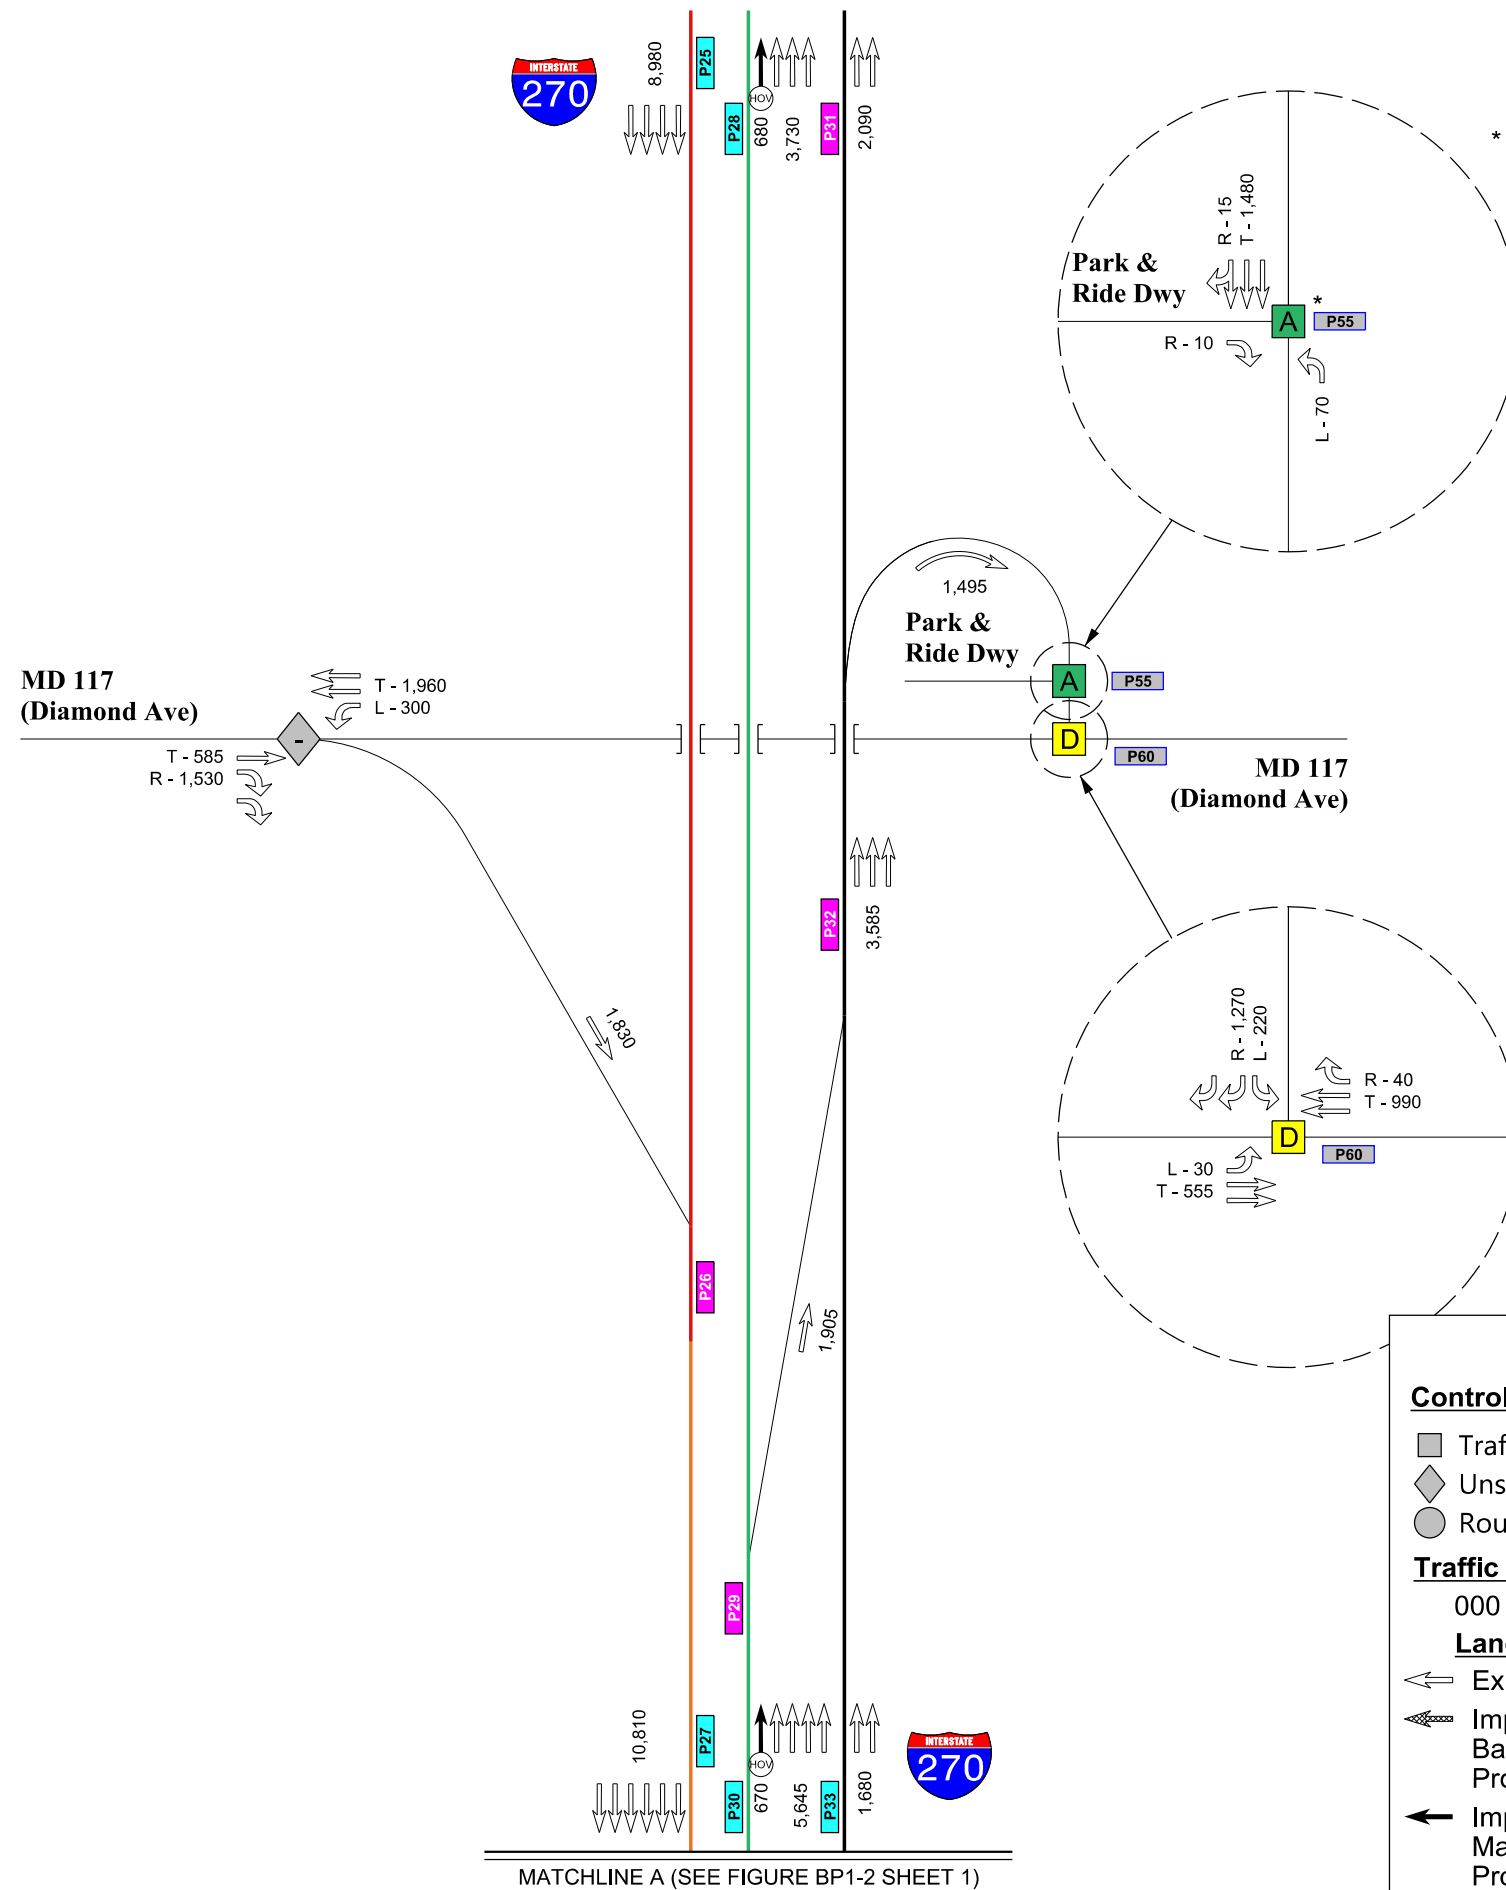 8,980
P25
INTERSTATE
270
P28
HOV
680
3,730
P31
2,090
*
R - 15
T - 1,480
Park &
Ride Dwy
A
*
P55
R - 10
L - 70
1,495
Park &
Ride Dwy
A
P55
MD 117
(Diamond Ave)
T - 1,960
L - 300
-
T - 585
R - 1,530
D
P60
MD 117
(Diamond Ave)
P32
3,585
1,830
R - 1,270
L - 220
R - 40
T - 990
D
P60
L - 30
T - 555
P26
1,905
P29
10,810
P27
HOV
P30
670
5,645
P33
1,680
INTERSTATE
270
MATCHLINE A (SEE FIGURE BP1-2 SHEET 1)
Control
Traf
Uns
Rou
Traffic
000
Lan
Ex
Imp
Ba
Pro
Imp
Ma
Pro